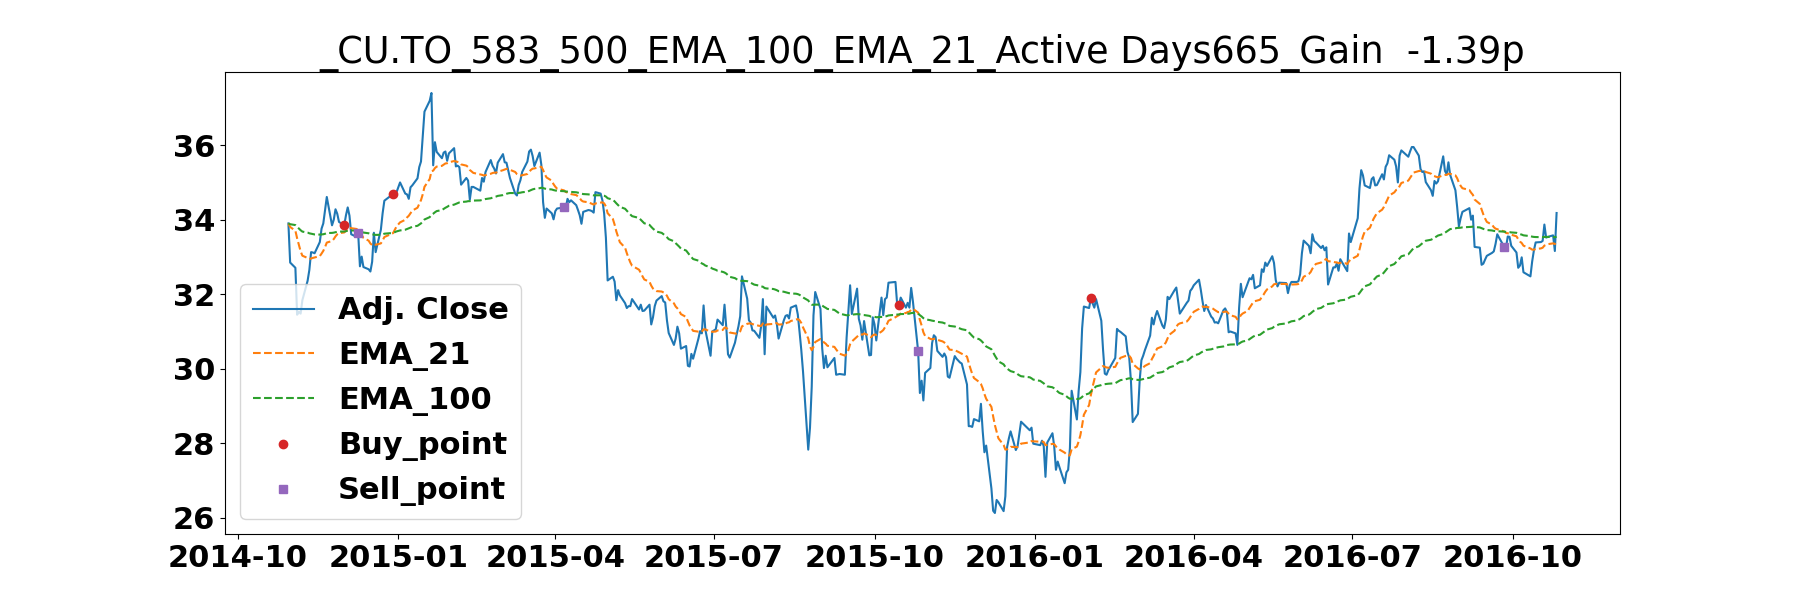 _CU.TO_583_500_EMA_100_EMA_21_Active Days665_Gain  -1.39p
36
34
32
30
28
26
Adj. Close
EMA_21
EMA_100
Buy_point
Sell_point
2014-10 2015-01 2015-04 2015-07 2015-10 2016-01 2016-04 2016-07 2016-10